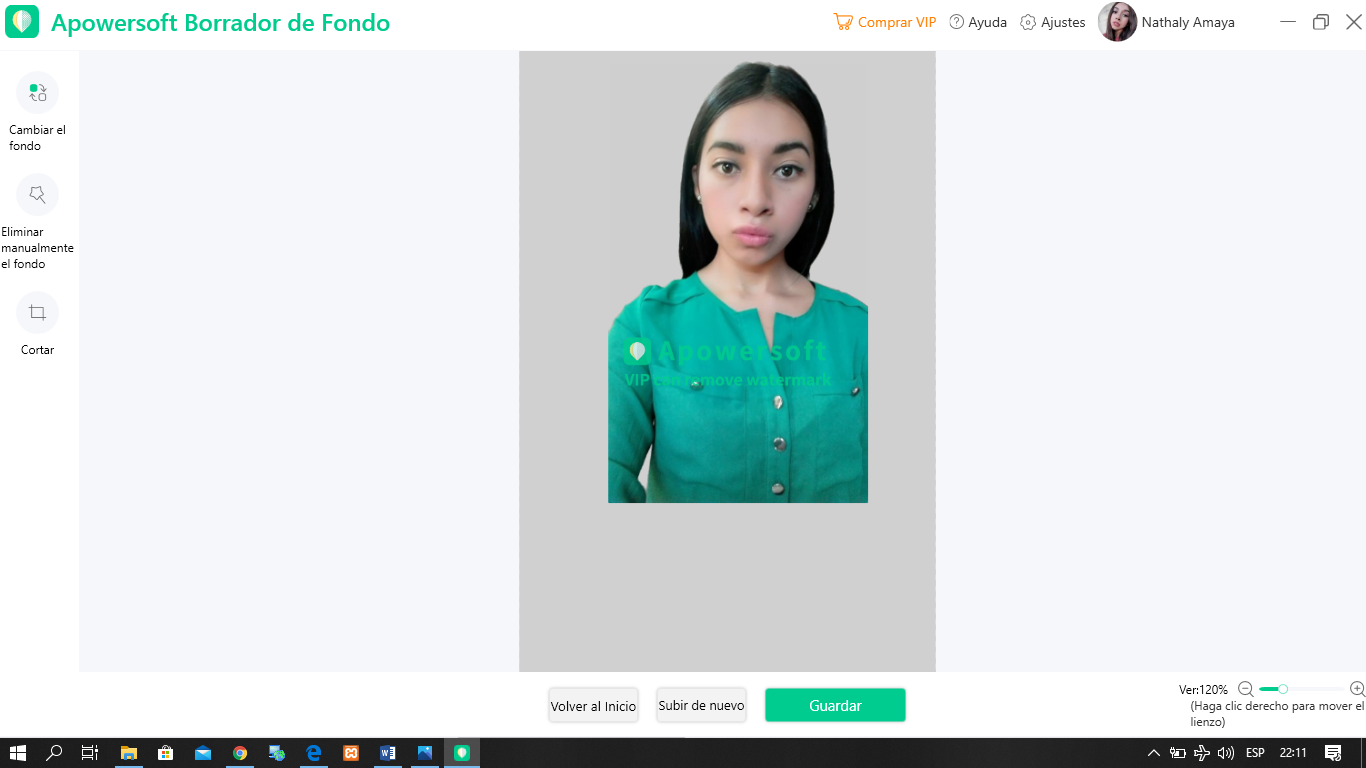 Apowersoft Borrador de Fondo
Comprar VIP
Ayuda
Ajustes
Nathaly Amaya
Cambiar el
fondo
Eliminar
manualmente
el fondo
Cortar
Apowersoft
VIP can remove watermark
Volver al Inicio
Subir de nuevo
Guardar
Ver:120%
(Haga clic derecho para mover el
lienzo)
ESP
22:11